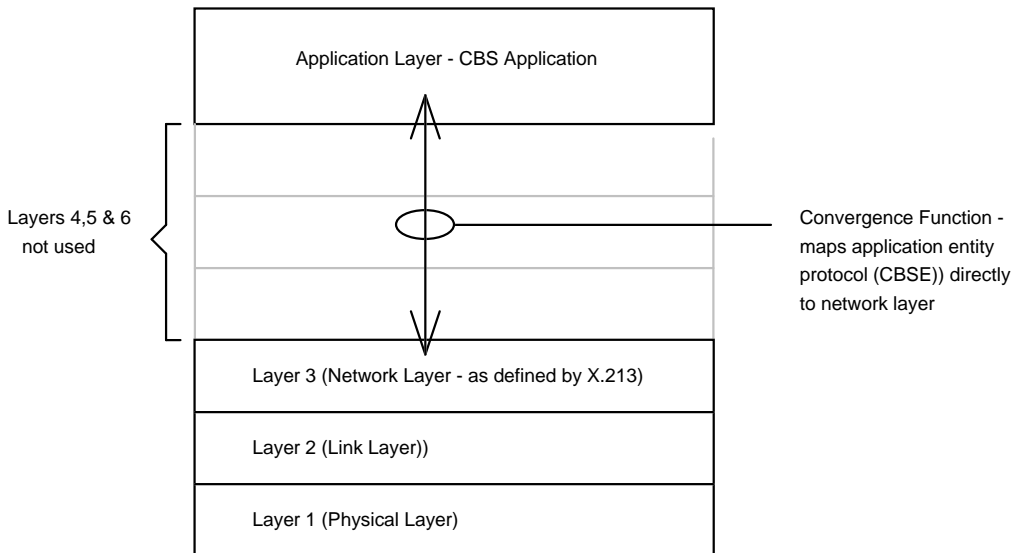 Application Layer - CBS Application
Layers 4,5 & 6
not used
Convergence Function -
maps application entity
protocol (CBSE)) directly
to network layer
Layer 3 (Network Layer - as defined by X.213)
Layer 2 (Link Layer))
Layer 1 (Physical Layer)